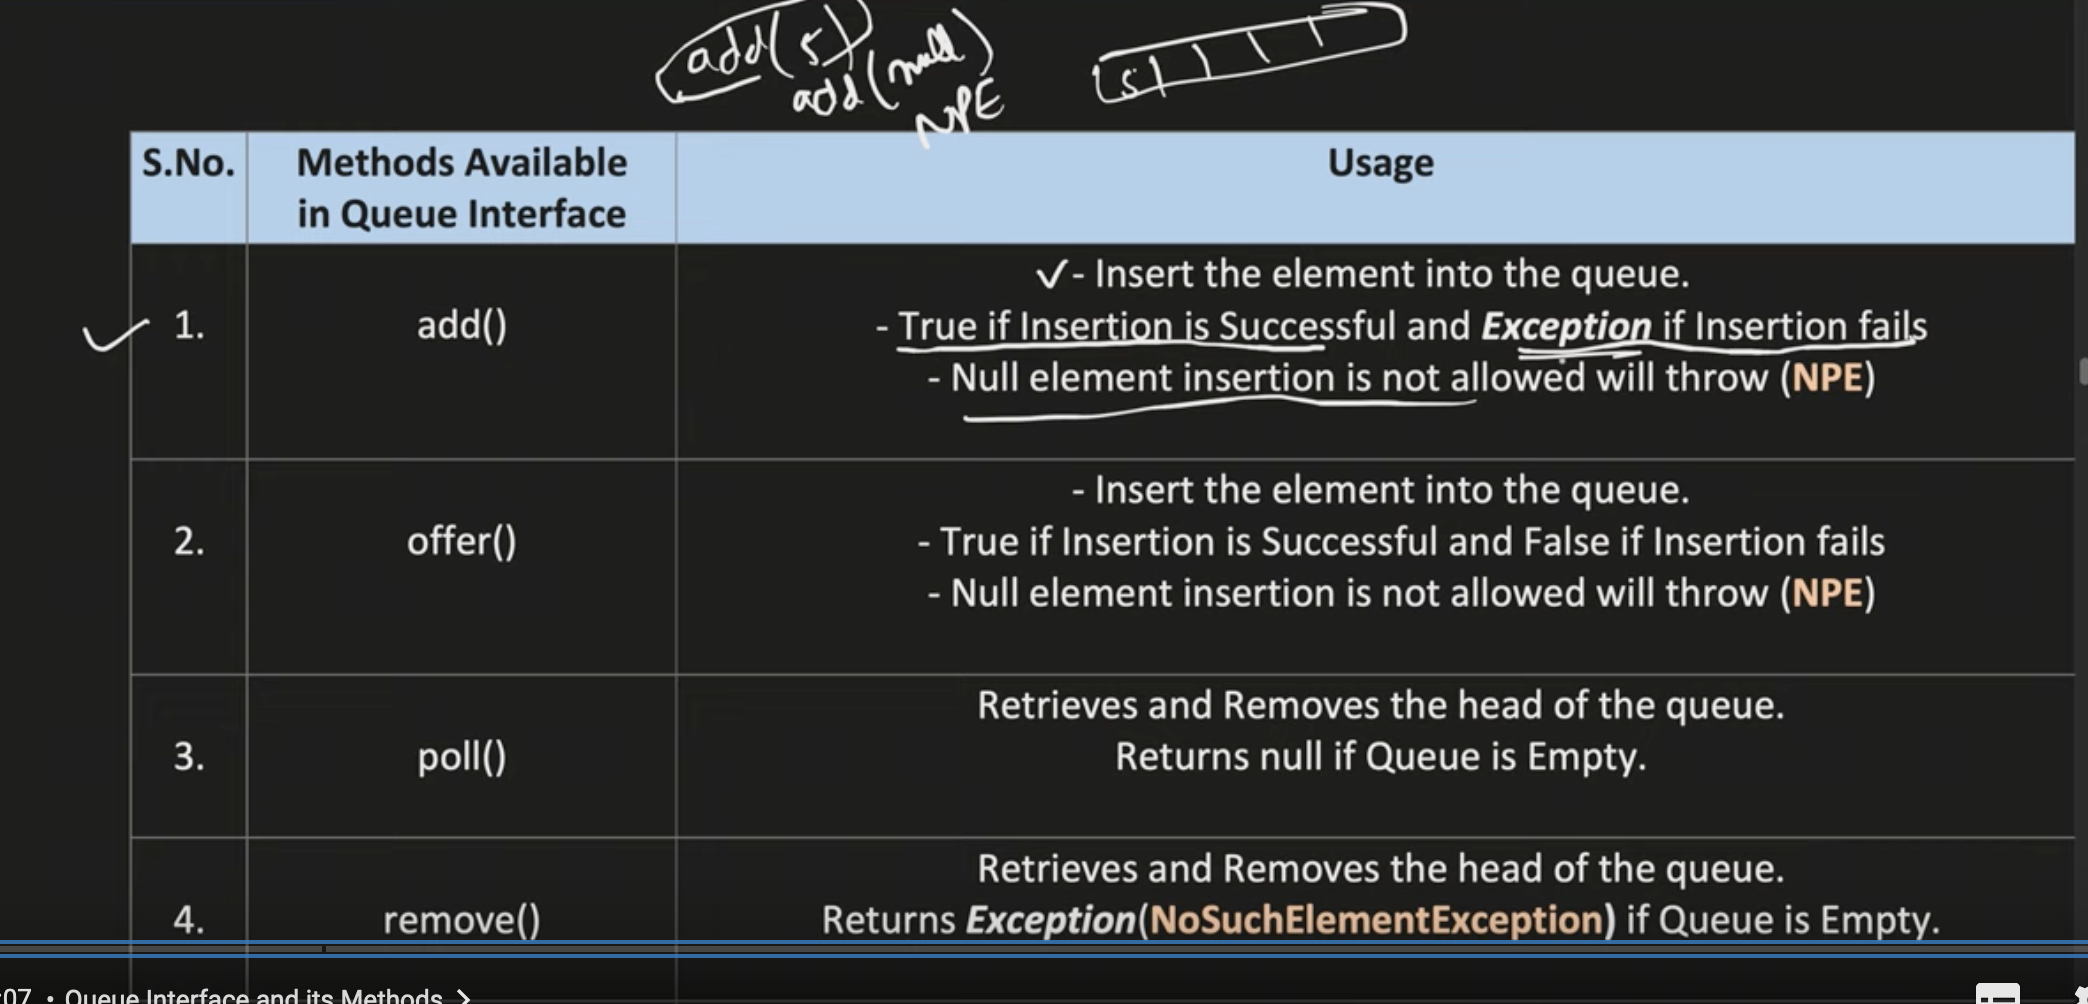 add(5)
add(null)
NPE
5
S.No.
Methods Available
in Queue Interface
Usage
1.
add()
✓- Insert the element into the queue.
- True if Insertion is Successful and Exception if Insertion fails
- Null element insertion is not allowed will throw (NPE)
2.
offer()
- Insert the element into the queue.
- True if Insertion is Successful and False if Insertion fails
- Null element insertion is not allowed will throw (NPE)
3.
poll()
Retrieves and Removes the head of the queue.
Returns null if Queue is Empty.
4.
remove()
Retrieves and Removes the head of the queue.
Returns Exception(NoSuchElementException) if Queue is Empty.
:07 • Queue Interface and its Methods >